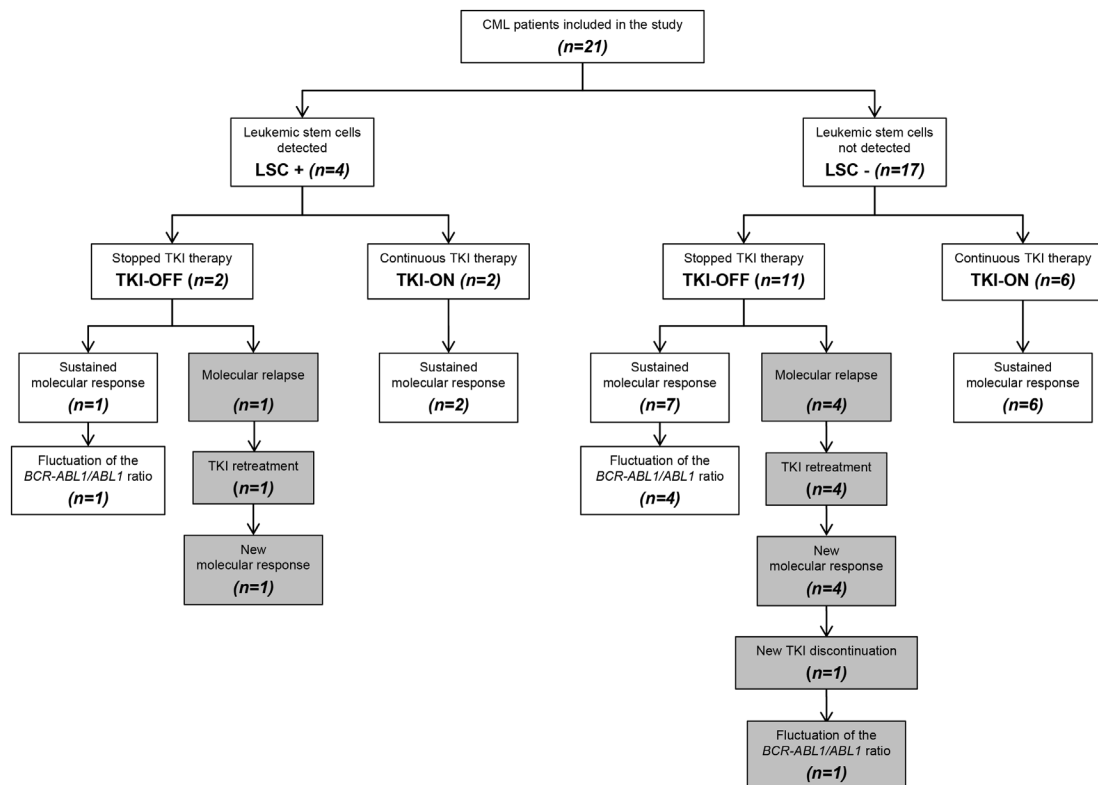 CML patients included in the study
(n=21)
Leukemic stem cells
detected
LSC + (n=4)
Leukemic stem cells
not detected
LSC - (n=17)
Stopped TKI therapy
TKI-OFF (n=2)
Continuous TKI therapy
TKI-ON (n=2)
Stopped TKI therapy
TKI-OFF (n=11)
Continuous TKI therapy
TKI-ON (n=6)
Sustained
molecular response
(n=1)
Molecular relapse
(n=1)
Sustained
molecular response
(n=2)
Sustained
molecular response
(n=7)
Molecular relapse
(n=4)
Sustained
molecular response
(n=6)
Fluctuation of the
BCR-ABL1/ABL1 ratio
(n=1)
TKI retreatment
(n=1)
Fluctuation of the
BCR-ABL1/ABL1 ratio
(n=4)
TKI retreatment
(n=4)
New
molecular response
(n=1)
New
molecular response
(n=4)
New TKI discontinuation
(n=1)
Fluctuation of the
BCR-ABL1/ABL1 ratio
(n=1)